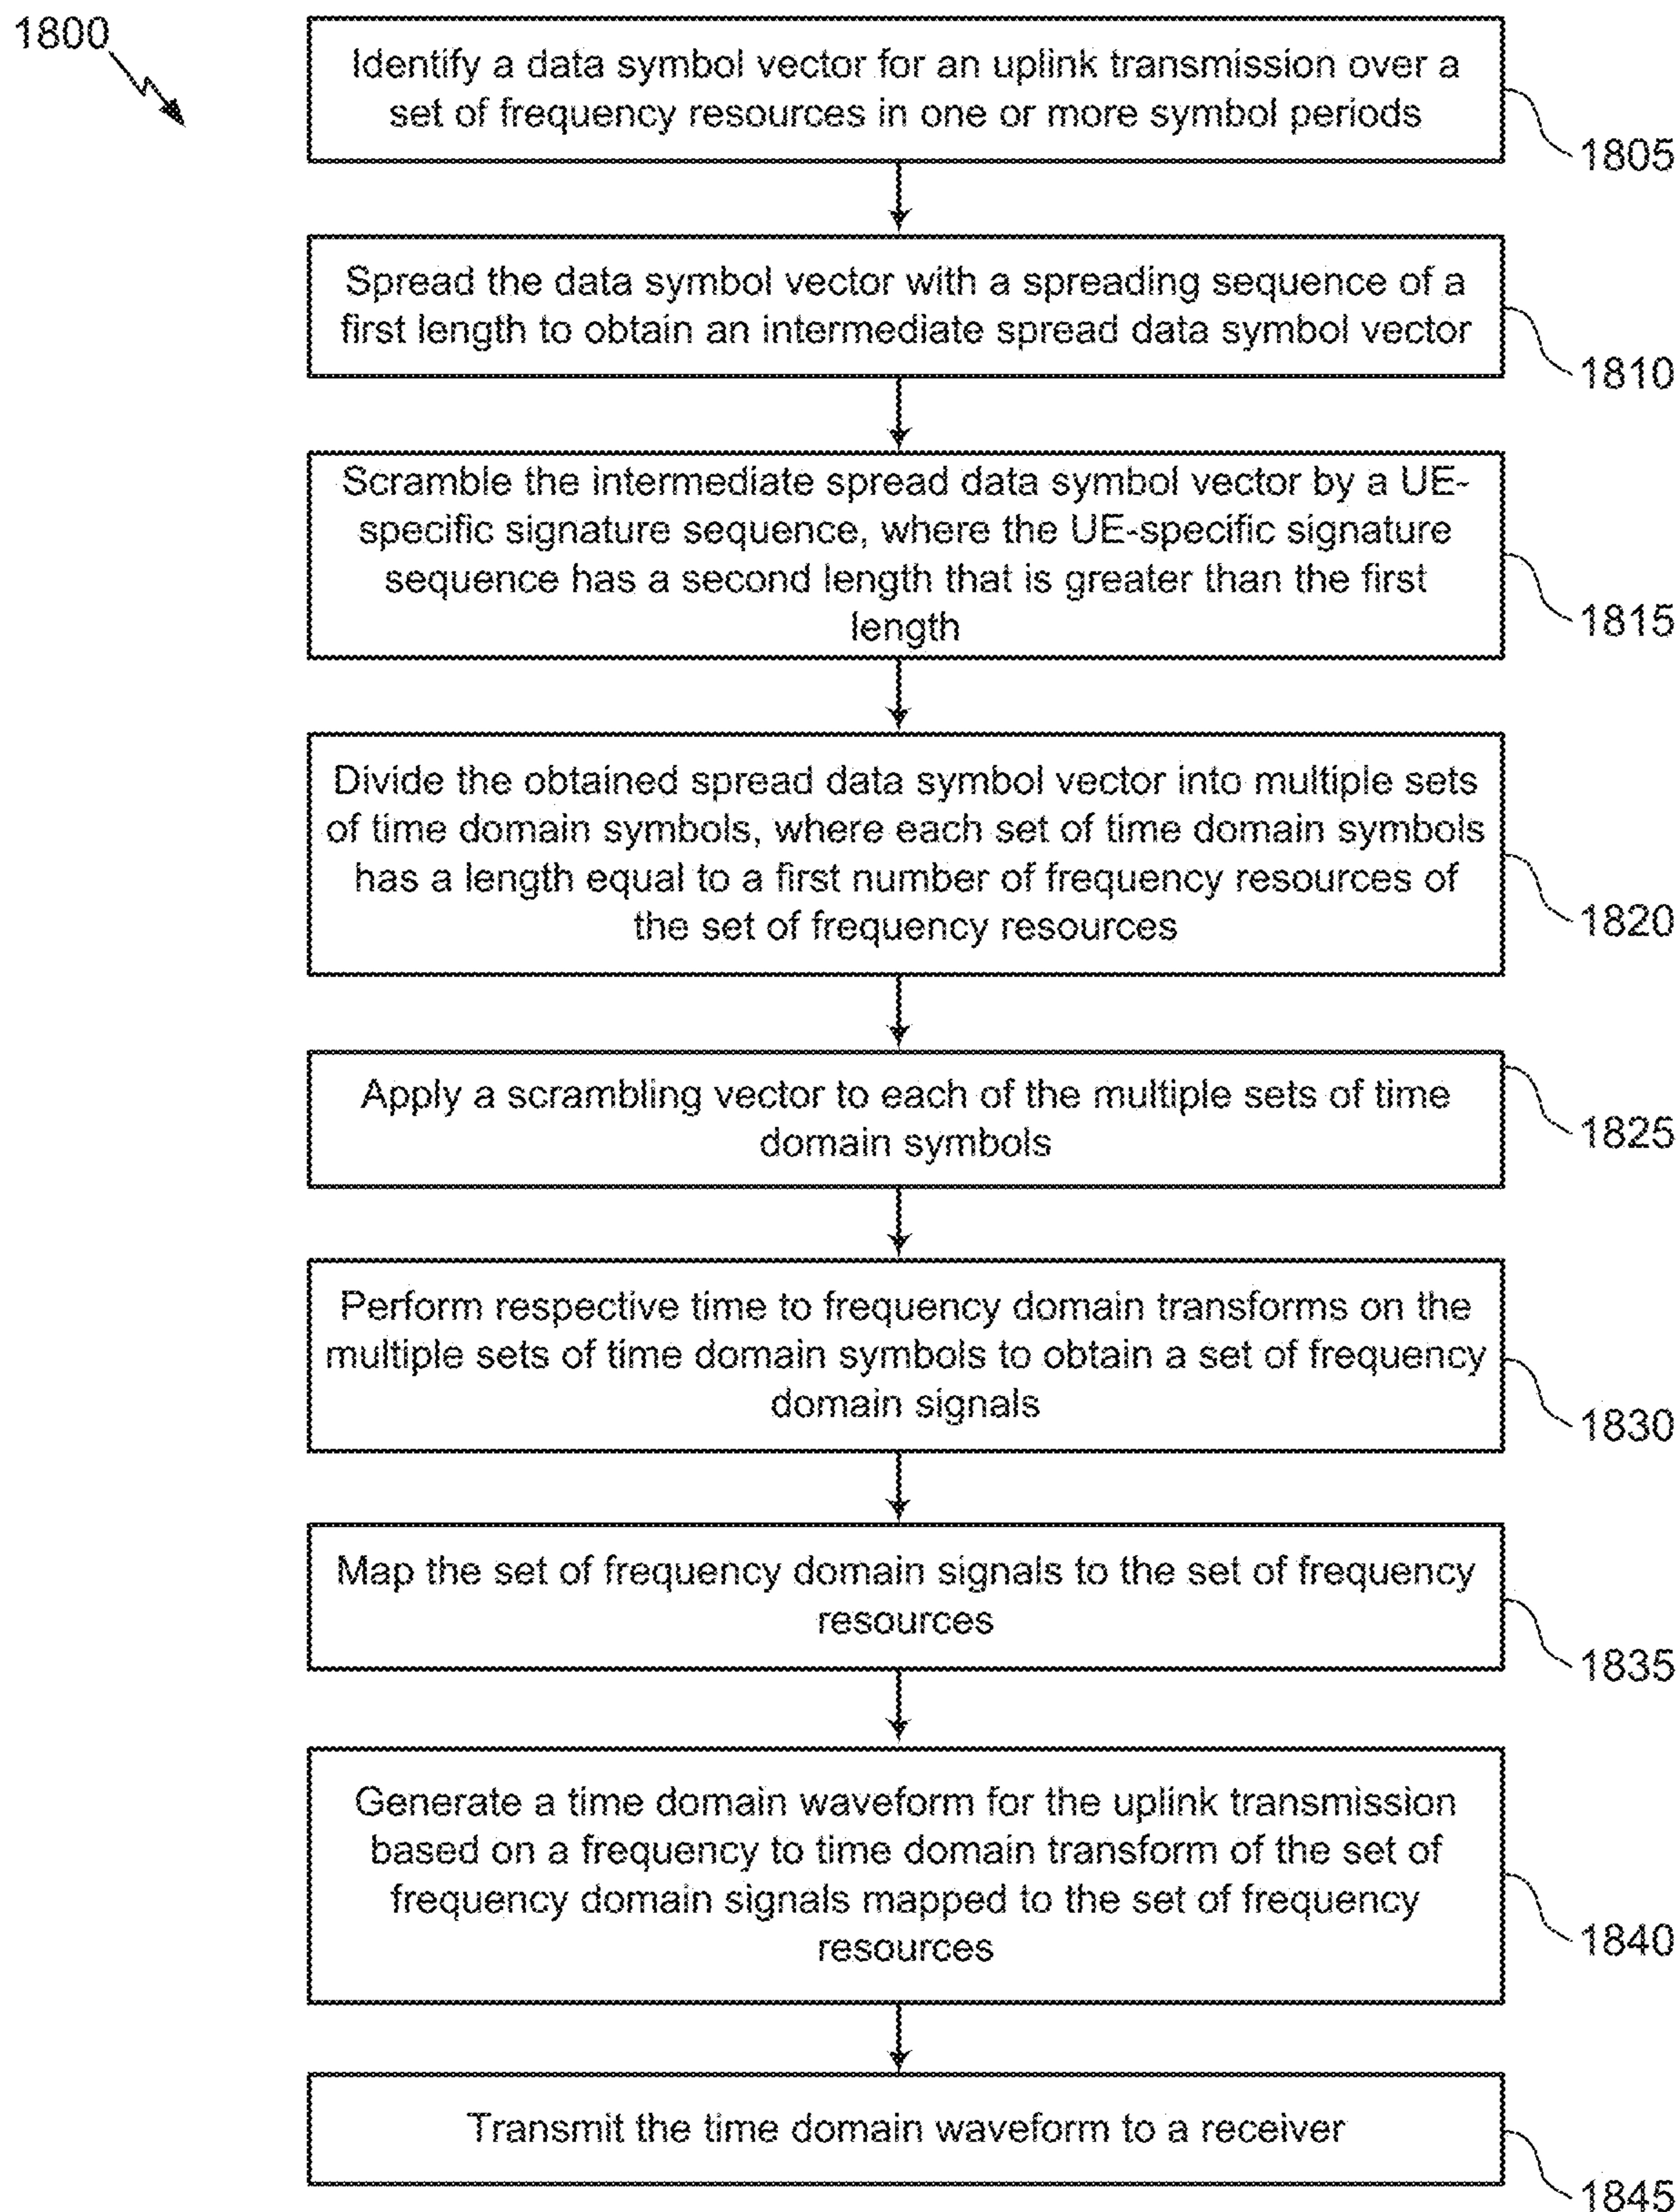 1800
Identify a data symbol vector for an uplink transmission over a
set of frequency resources in one or more symbol periods
1805
Spread the data symbol vector with a spreading sequence of a
first length to obtain an intermediate spread data symbol vector
1810
Scramble the intermediate spread data symbol vector by a UE-
specific signature sequence, where the UE-specific signature
sequence has a second length that is greater than the first
length
1815
Divide the obtained spread data symbol vector into multiple sets
of time domain symbols, where each set of time domain symbols
has a length equal to a first number of frequency resources of
the set of frequency resources
1820
Apply a scrambling vector to each of the multiple sets of time
domain symbols
1825
Perform respective time to frequency domain transforms on the
multiple sets of time domain symbols to obtain a set of frequency
domain signals
1830
Map the set of frequency domain signals to the set of frequency
resources
1835
Generate a time domain waveform for the uplink transmission
based on a frequency to time domain transform of the set of
frequency domain signals mapped to the set of frequency
resources
1840
Transmit the time domain waveform to a receiver
1845